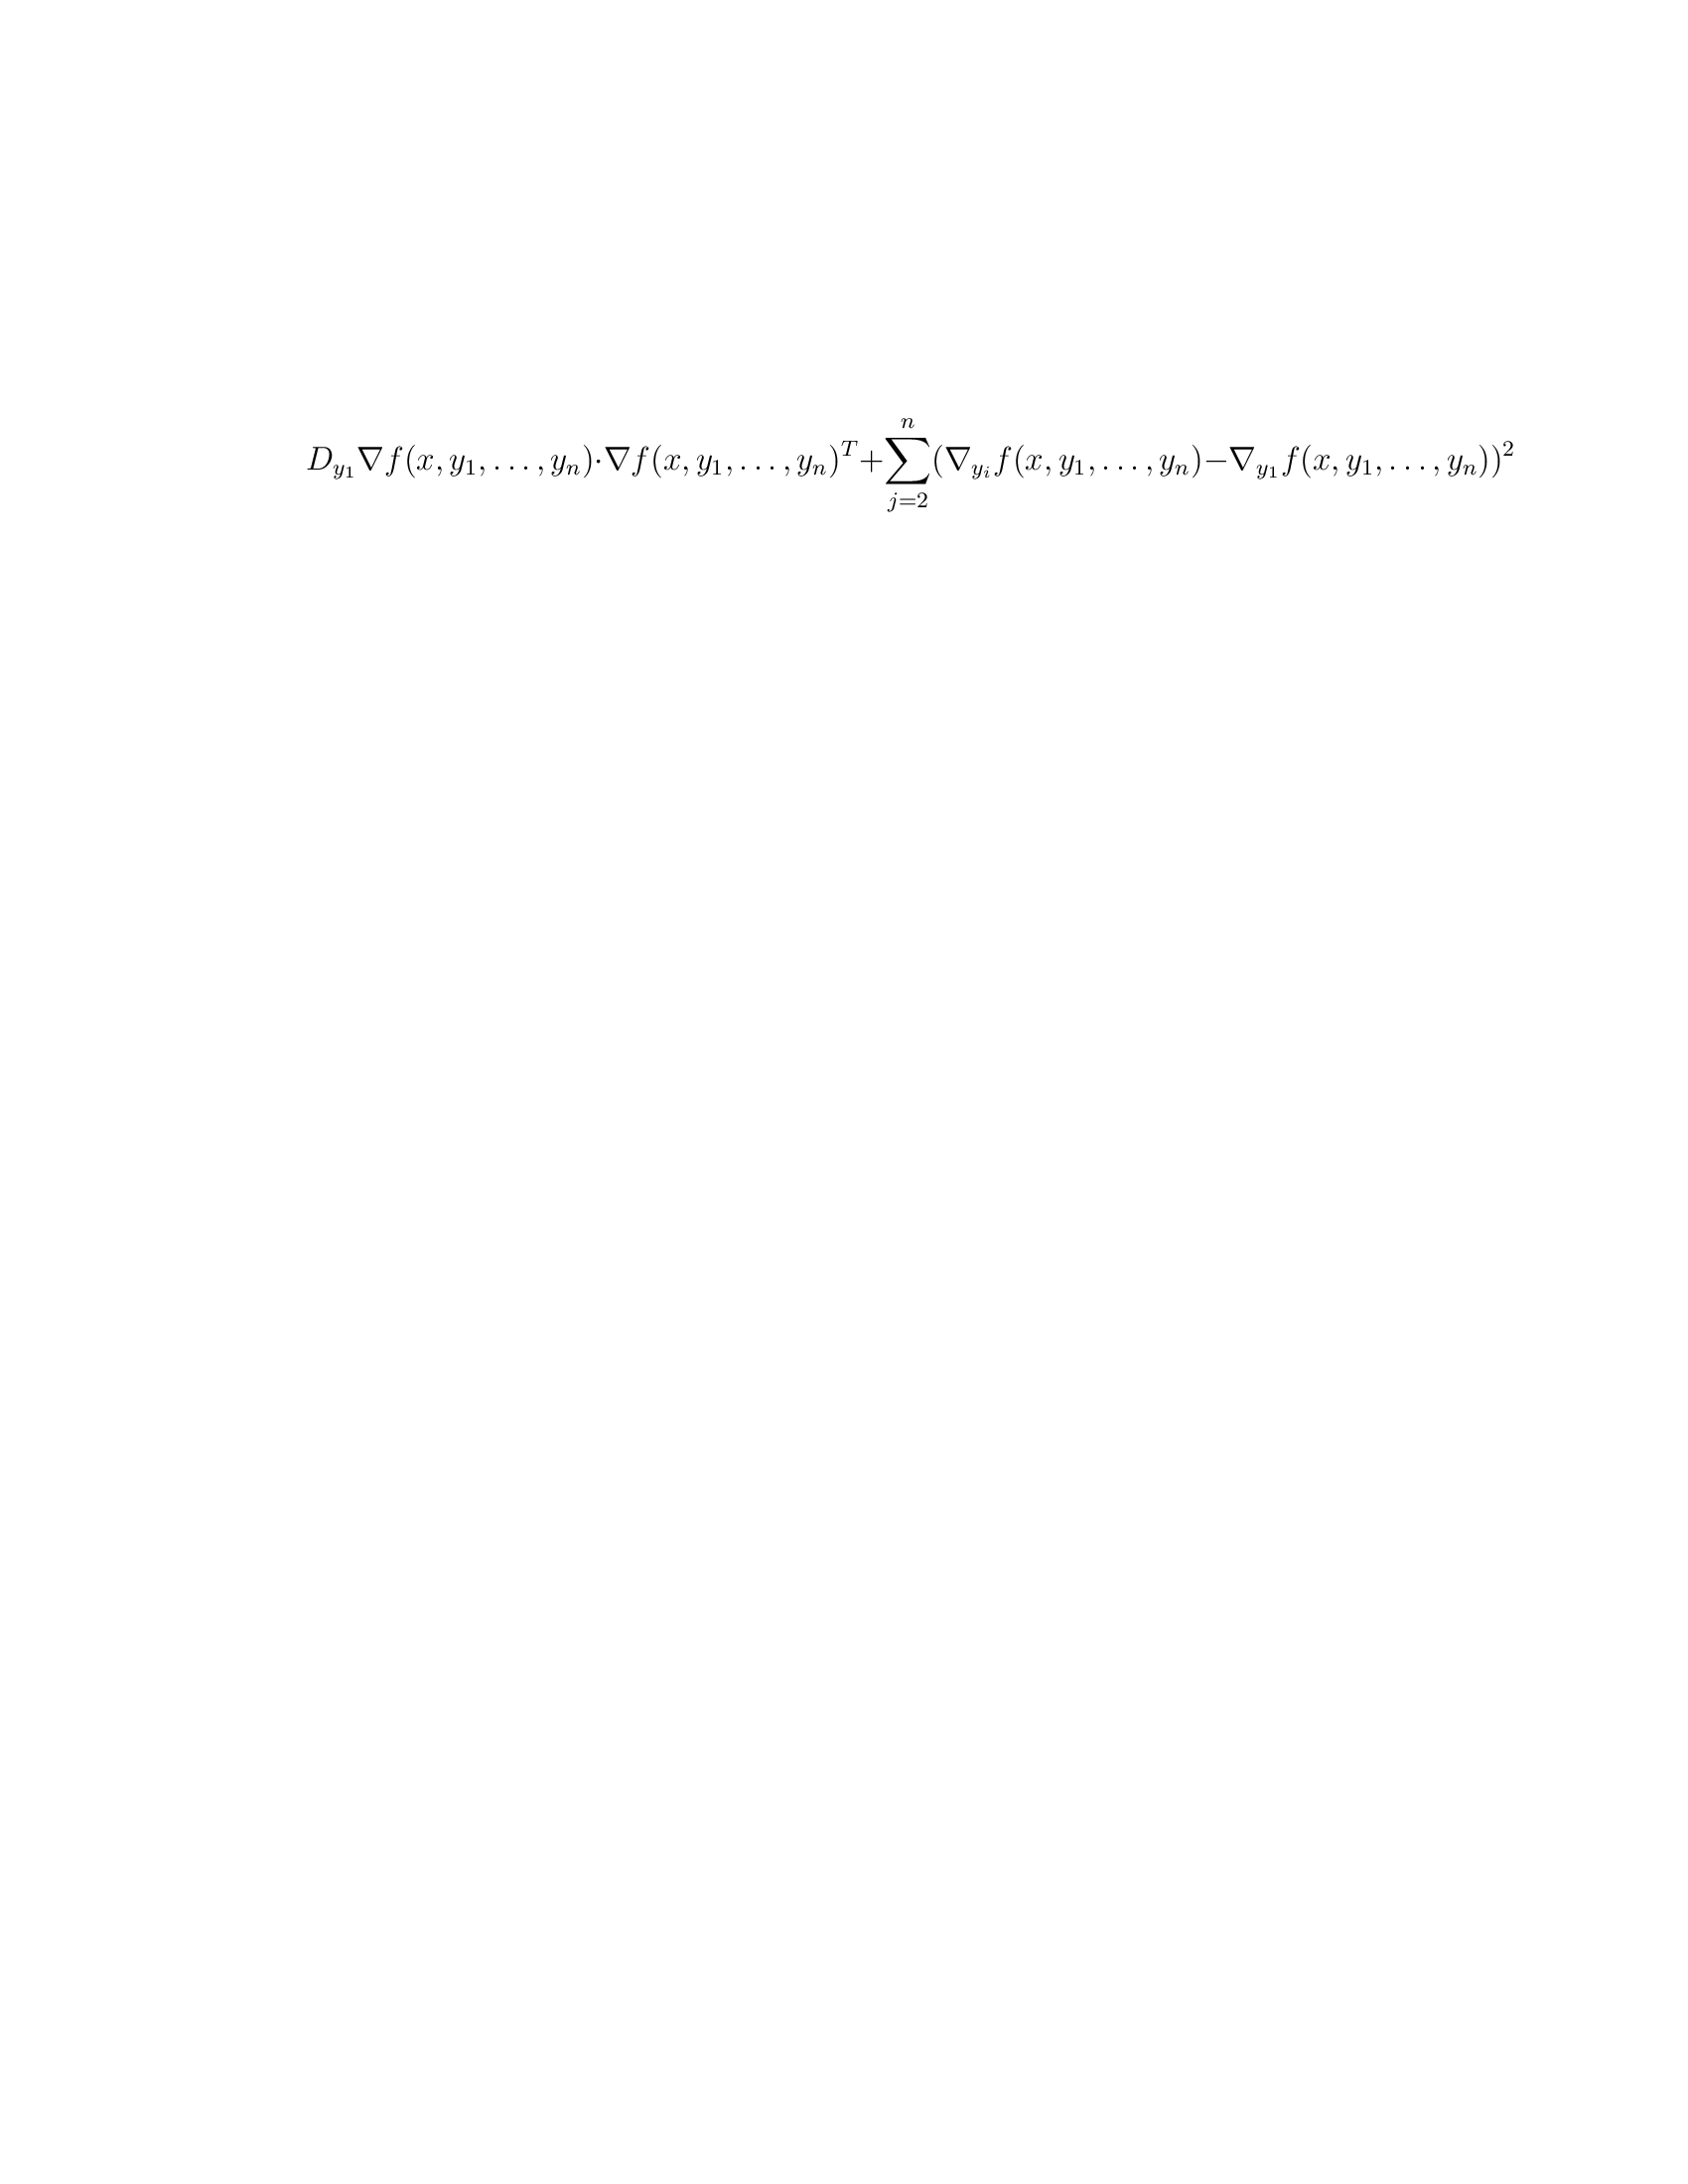 $D_{y_1} \nabla f(x, y_1, \ldots, y_n) \cdot \nabla f(x, y_1, \ldots, y_n)^T + \sum_{j=2}^{n} (\nabla_{y_i} f(x, y_1, \ldots, y_n) - \nabla_{y_1} f(x, y_1, \ldots, y_n))^2$